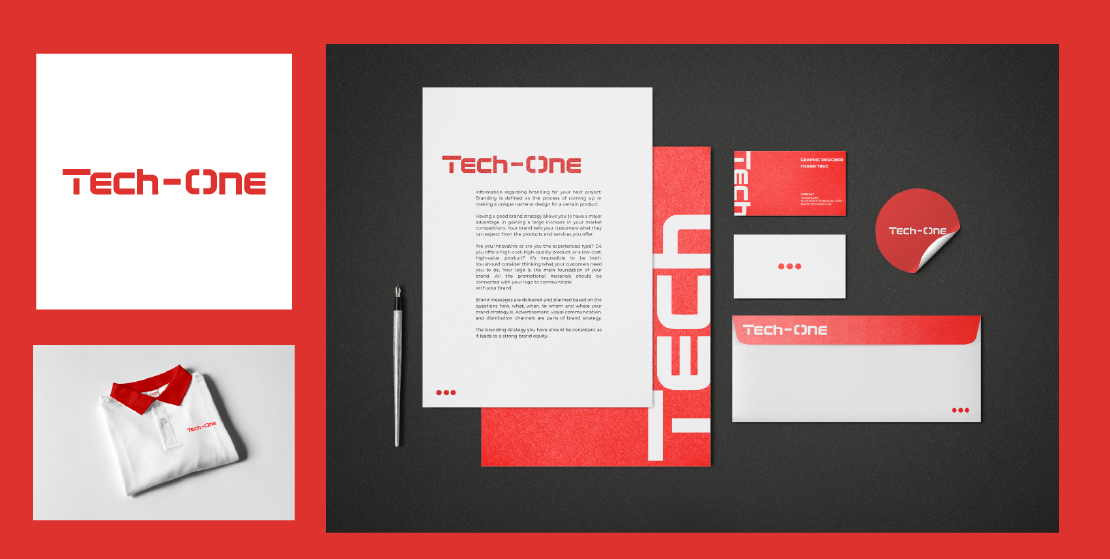 Tech-One
Tech-One
Tech-One
Information regarding branding for your next project.
Branding is defined as the process of coming up or
making a unique name or design for a certain product.
Having a good brand strategy allows you to have a major
advantage in gaining a large increase in your market
competitions. Your brand tells your customers what they
can expect from the products and services you offer.
Are you innovative or are you the experienced type? Do
you offer a high-cost, high-quality product, or a low-cost,
high-value product? It's impossible to be both.
You should consider thinking what your customers need
you to be. Your logo is the main foundation of your
brand. All the promotional materials should be
connected with your logo to communicate
with your brand.
Brand messages are delivered and planned based on the
questions how, what, when, to whom and where your
brand strategy is. Advertisement, visual communication,
and distribution channels are parts of brand strategy.
The branding strategy you have should be consistent as
it leads to a strong brand equity.
Tech
Tech
GRAPHIC DESIGNER
THANH TRUC
Tech-One
Tech-One